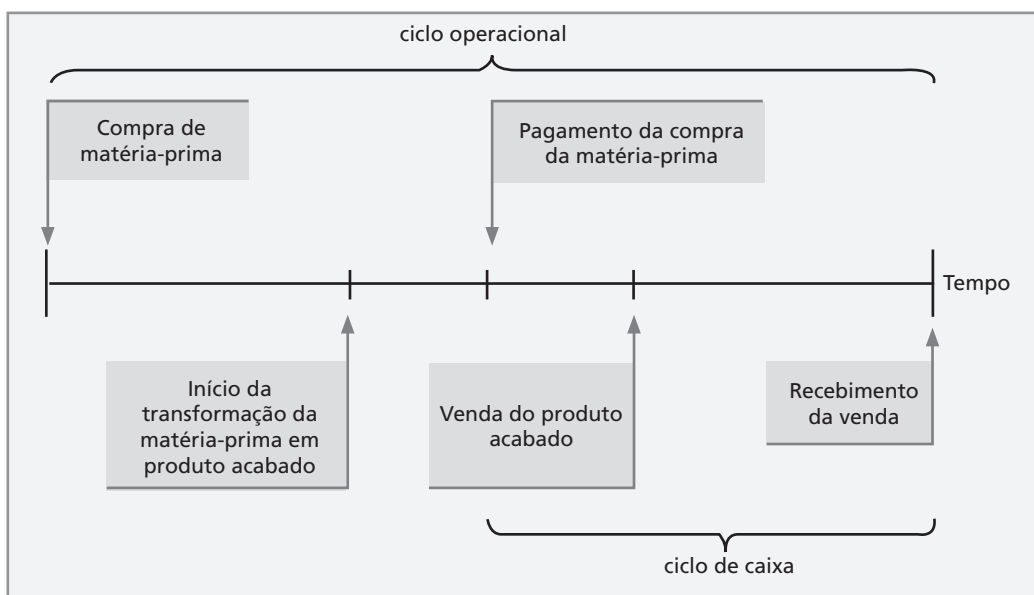 ciclo operacional
Compra de
matéria-prima
Pagamento da compra
da matéria-prima
Tempo
Início da
transformação da
matéria-prima em
produto acabado
Venda do produto
acabado
Recebimento
da venda
ciclo de caixa